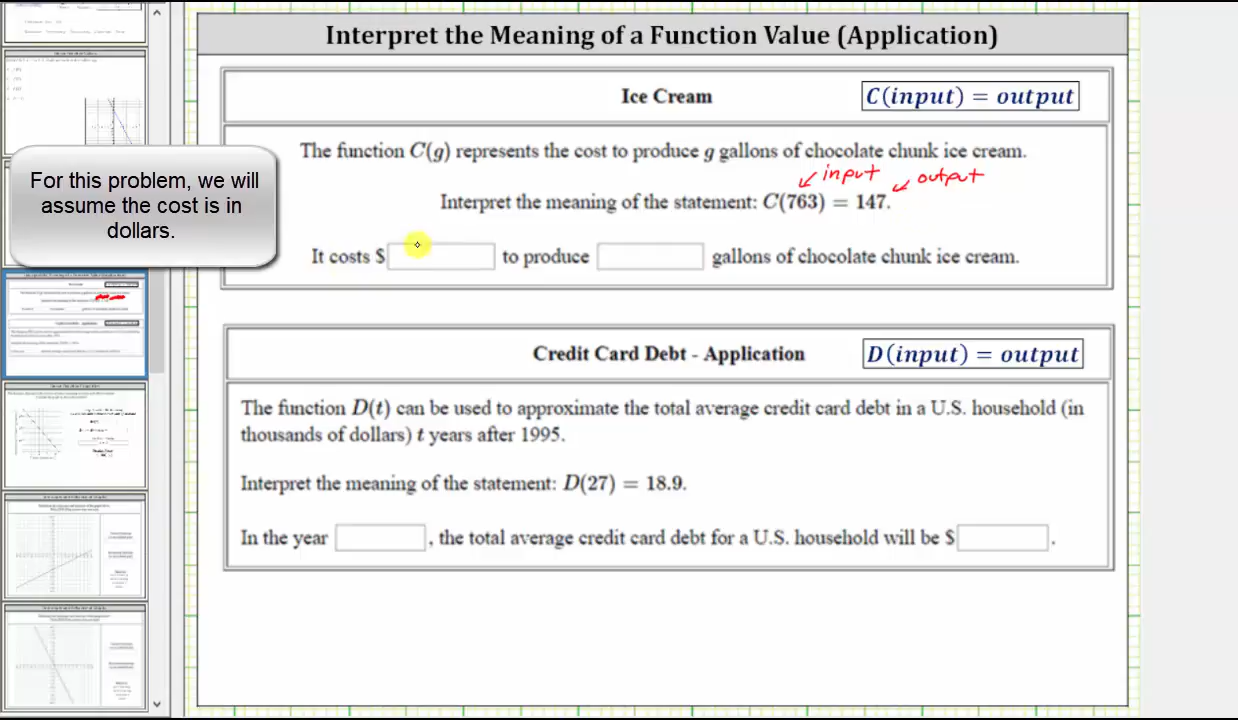 Interpret the Meaning of a Function Value (Application)
Ice Cream
C(input) = output
The function C(g) represents the cost to produce g gallons of chocolate chunk ice cream.
input
output
Interpret the meaning of the statement: C(763) = 147.
It costs $ to produce gallons of chocolate chunk ice cream.
For this problem, we will
assume the cost is in
dollars.
Credit Card Debt - Application
D(input) = output
The function D(t) can be used to approximate the total average credit card debt in a U.S. household (in
thousands of dollars) t years after 1995.
Interpret the meaning of the statement: D(27) = 18.9.
In the year , the total average credit card debt for a U.S. household will be $ .